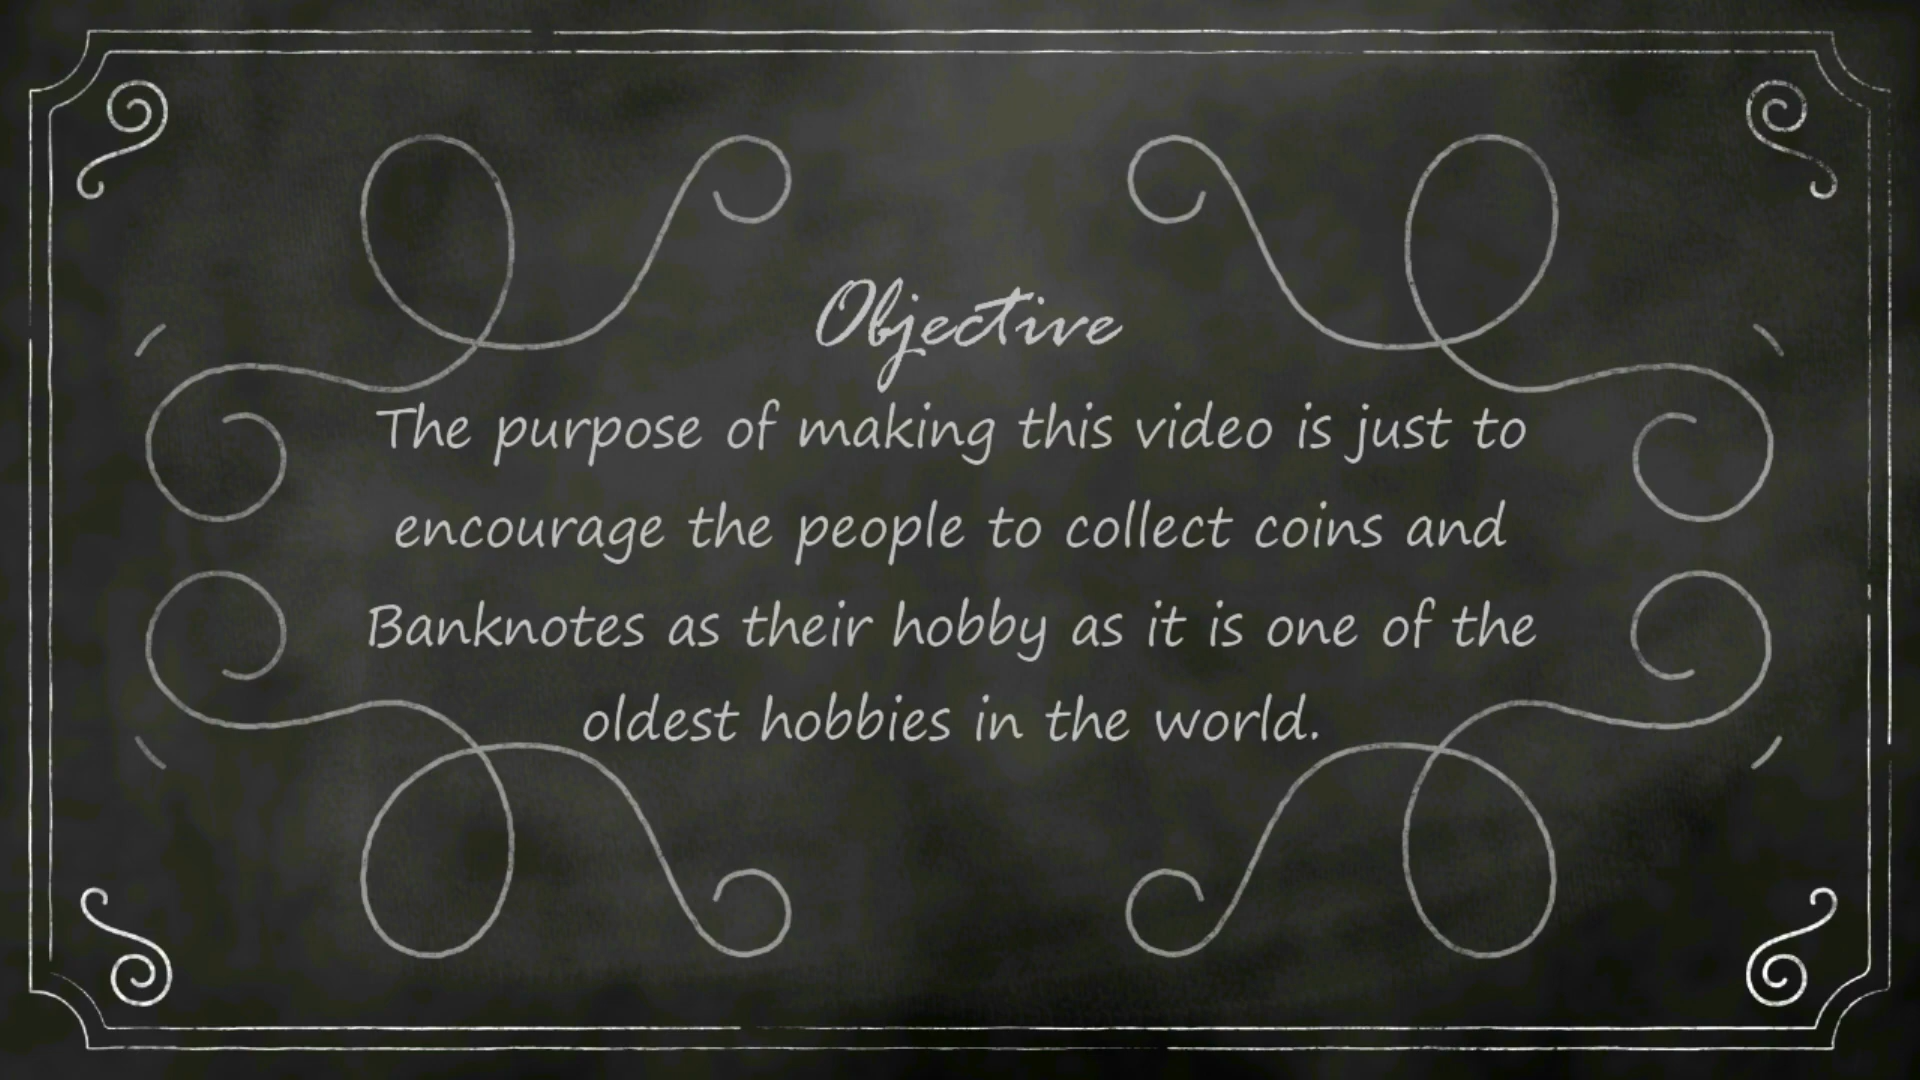 Objective
The purpose of making this video is just to
encourage the people to collect coins and
Banknotes as their hobby as it is one of the
oldest hobbies in the world.